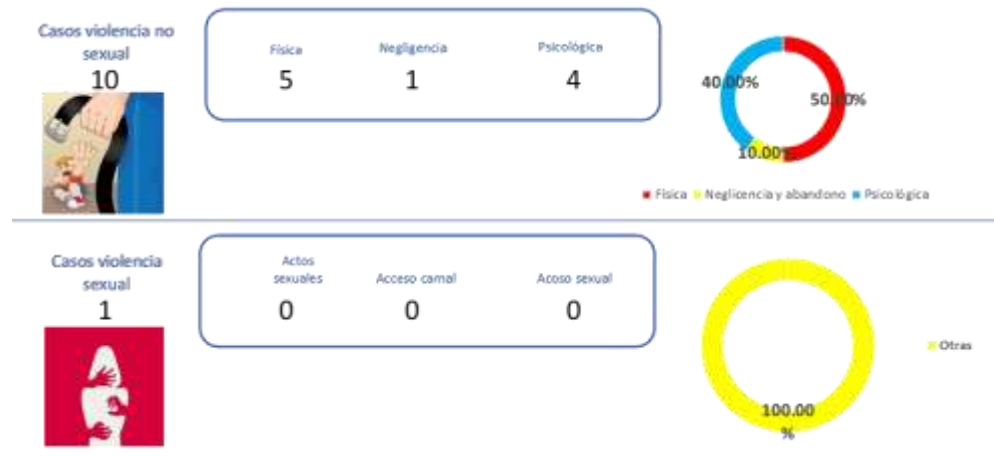 Casos violencia no
sexual
10
Física
Negligencia
Psicológica
5
1
4
40.00%
50.00%
10.00%
Física
Neglicencia y abandono
Psicológica
Casos violencia
sexual
1
Actos
sexuales
Acceso carnal
Acoso sexual
0
0
0
Otras
100.00
%